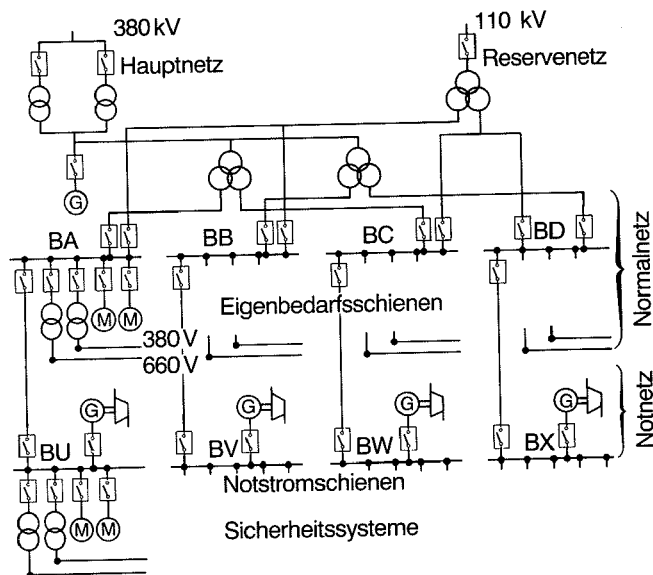 380 kV
Hauptnetz
110 kV
Reservenetz
G
BA
BB
BC
BD
Normalnetz
M
M
Eigenbedarfsschienen
380 V
660 V
G
G
G
G
Notnetz
BU
BV
BW
BX
Notstromschienen
M
M
Sicherheitssysteme